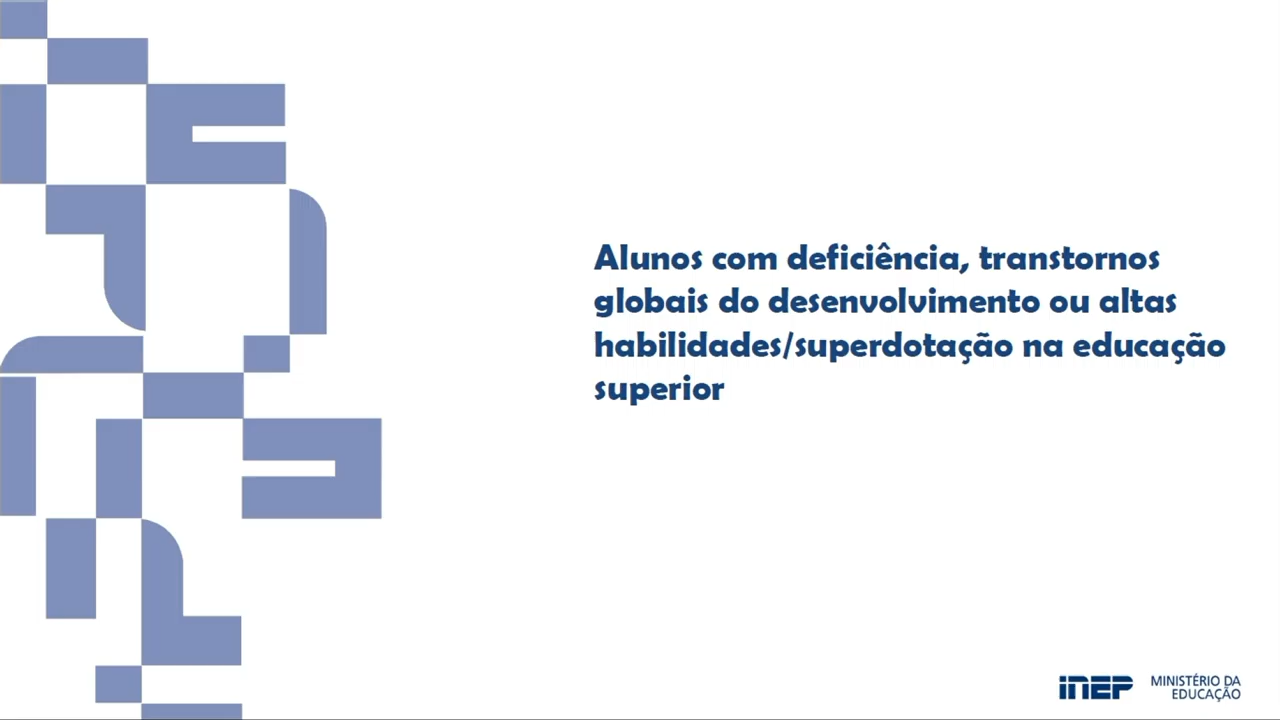 Alunos com deficiência, transtornos
globais do desenvolvimento ou altas
habilidades/superdotação na educação
superior
INEP
MINISTÉRIO DA
EDUCAÇÃO